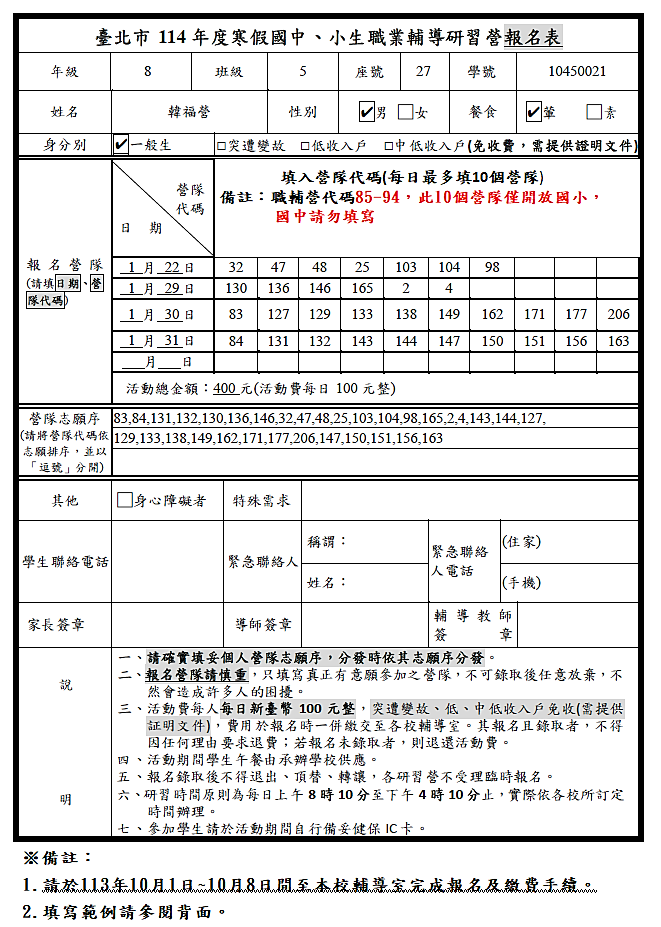 臺北市 114 年度寒假國中、小生職業輔導研習營報名表
年級 8 班級 5 座號 27 學號 10450021
姓名 韓福營 性別 ✔男 □女 餐食 ✔葷 □素
身分別 ✔一般生 □突遭變故 □低收入戶 □中低收入戶(免收費，需提供證明文件)
報名營隊
(請填日期、營隊代碼)
營隊
代碼
日 期
填入營隊代碼(每日最多填10個營隊)
備註：職輔營代碼85-94，此10個營隊僅開放國小，
國中請勿填寫
1 月 22 日 32 47 48 25 103 104 98
1 月 29 日 130 136 146 165 2 4
1 月 30 日 83 127 129 133 138 149 162 171 177 206
1 月 31 日 84 131 132 143 144 147 150 151 156 163
月 日
活動總金額：400 元(活動費每日 100 元整)
營隊志願序
(請將營隊代碼依
志願排序，並以
「逗號」分開)
83,84,131,132,130,136,146,32,47,48,25,103,104,98,165,2,4,143,144,127,
129,133,138,149,162,171,177,206,147,150,151,156,163
其他 □身心障礙者 特殊需求
學生聯絡電話 緊急聯絡人 稱謂： 緊急聯絡人電話 (住家)
姓名： (手機)
家長簽章 導師簽章 輔導教師簽章
說明
一、請確實填妥個人營隊志願序，分發時依其志願序分發。
二、報名營隊請慎重，只填寫真正有意願參加之營隊，不可錄取後任意放棄，不
然會造成許多人的困擾。
三、活動費每人每日新臺幣 100 元整，突遭變故、低、中低收入戶免收(需提供
証明文件)，費用於報名時一併繳交至各校輔導室。其報名且錄取者，不得
因任何理由要求退費；若報名未錄取者，則退還活動費。
四、活動期間學生午餐由承辦學校供應。
五、報名錄取後不得退出、頂替、轉讓，各研習營不受理臨時報名。
六、研習時間原則為每日上午 8 時 10 分至下午 4 時 10 分止，實際依各校所訂定
時間辦理。
七、參加學生請於活動期間自行備妥健保 IC 卡。
※備註：
1.請於113年10月1日~10月8日間至本校輔導室完成報名及繳費手續。
2.填寫範例請參閱背面。